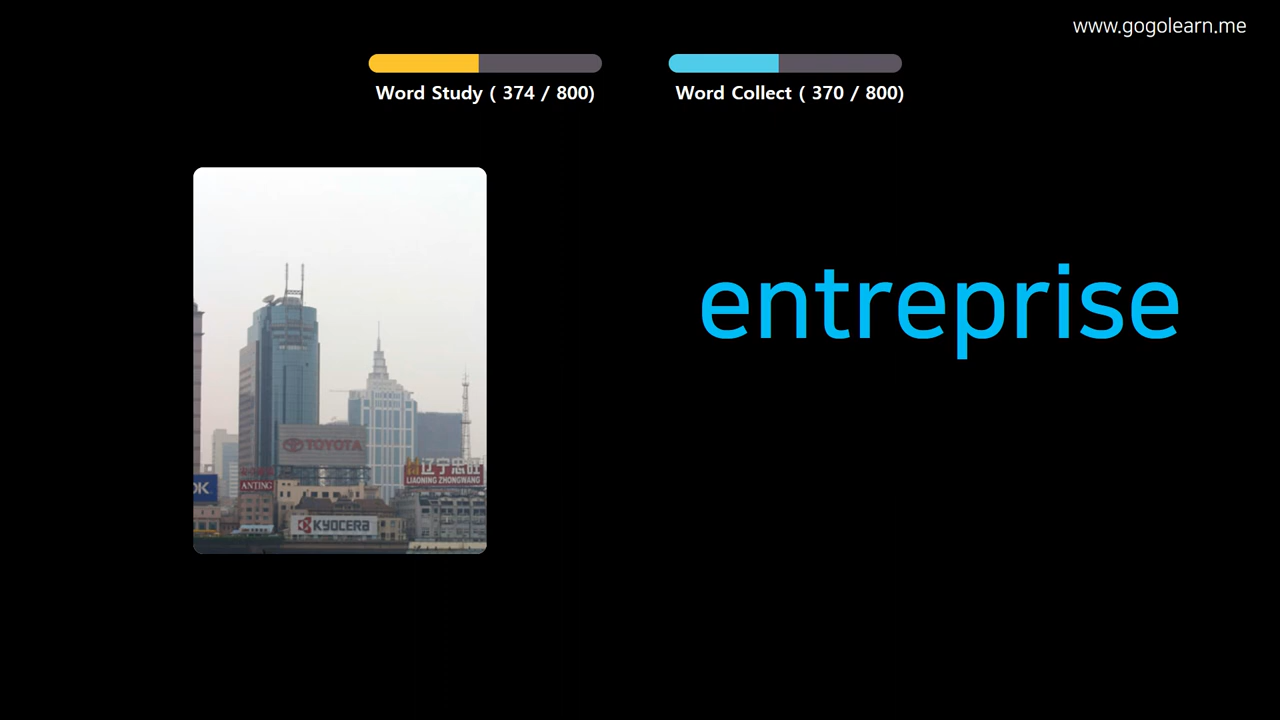 www.gogolearn.me
Word Study ( 374 / 800)
Word Collect ( 370 / 800)
entreprise
TOYOTA
辽宁忠旺
LIAONING ZHONGWANG
OK
ANTING
KYOCERA